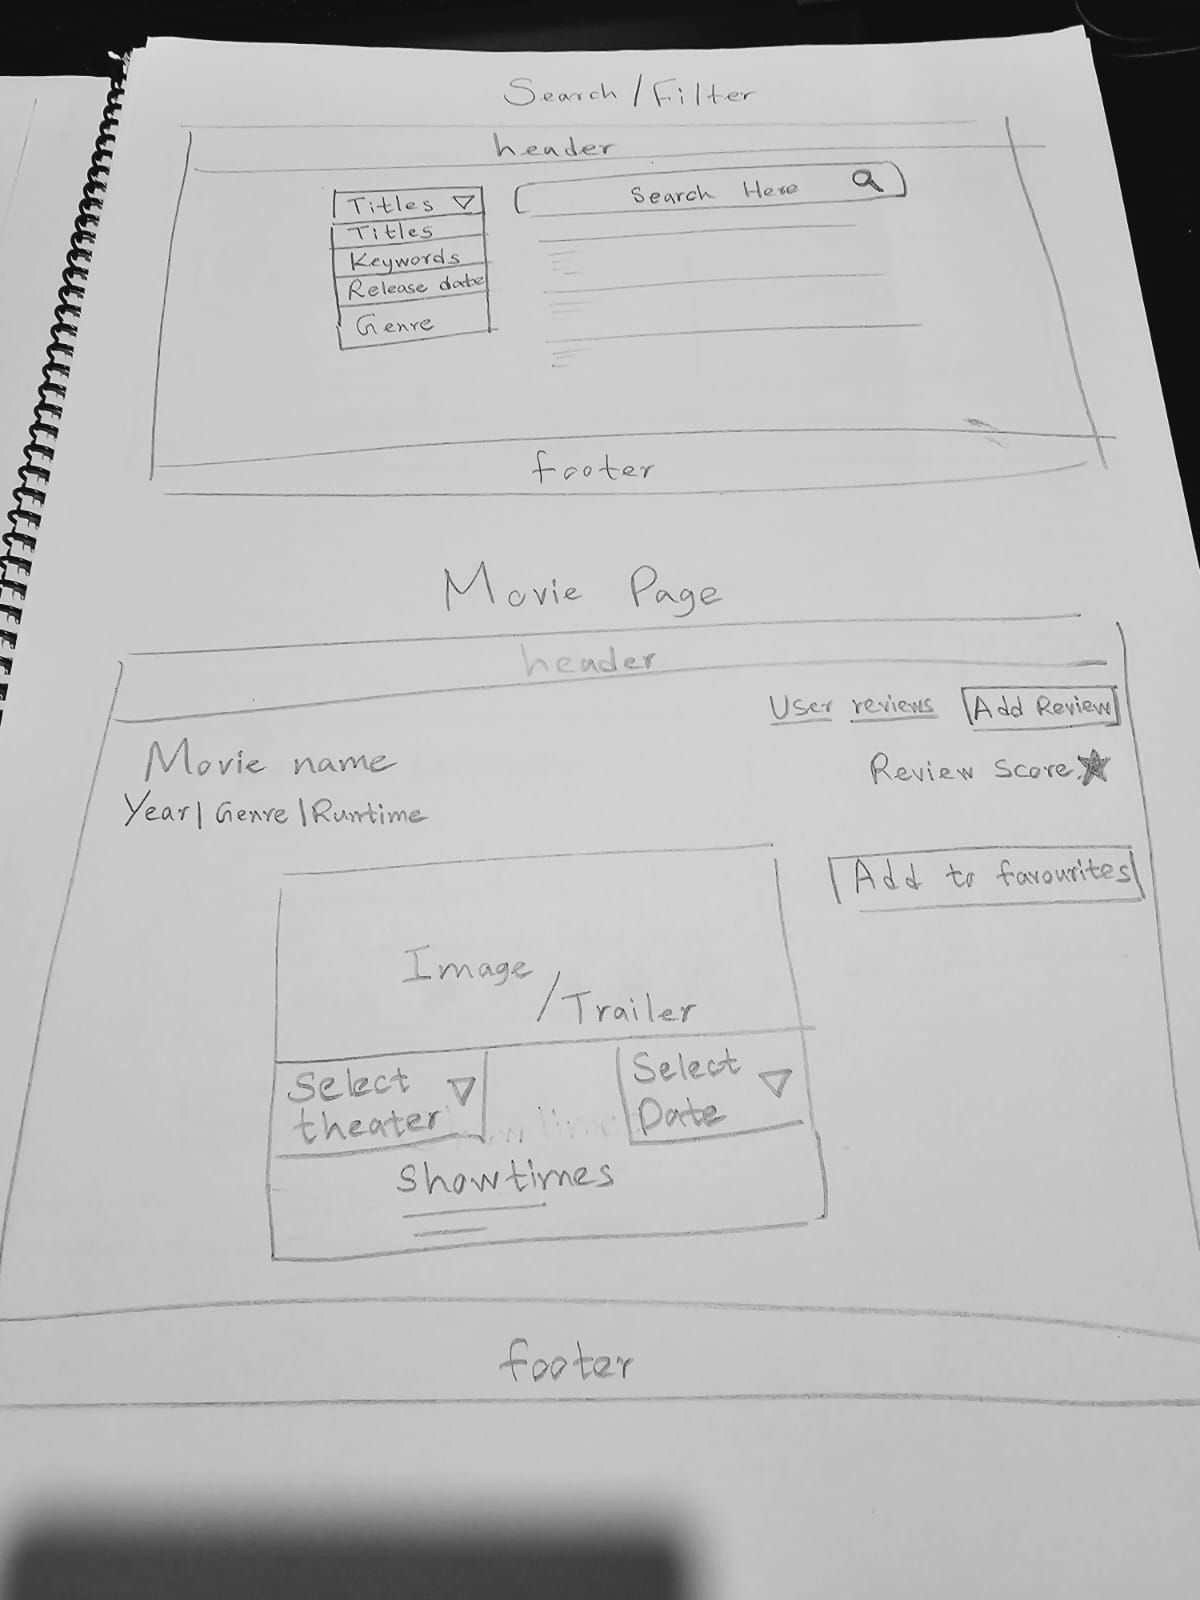 Search/Filter
header
Titles
Search Here
Titles
Keywords
Release date
Genre
footer
Movie Page
header
User reviews
Add Review
Movie name
Review Score
Year| Genre |Runtime
Add to favourites
Image
/Trailer
Select
theater
Select
Date
Showtimes
footer